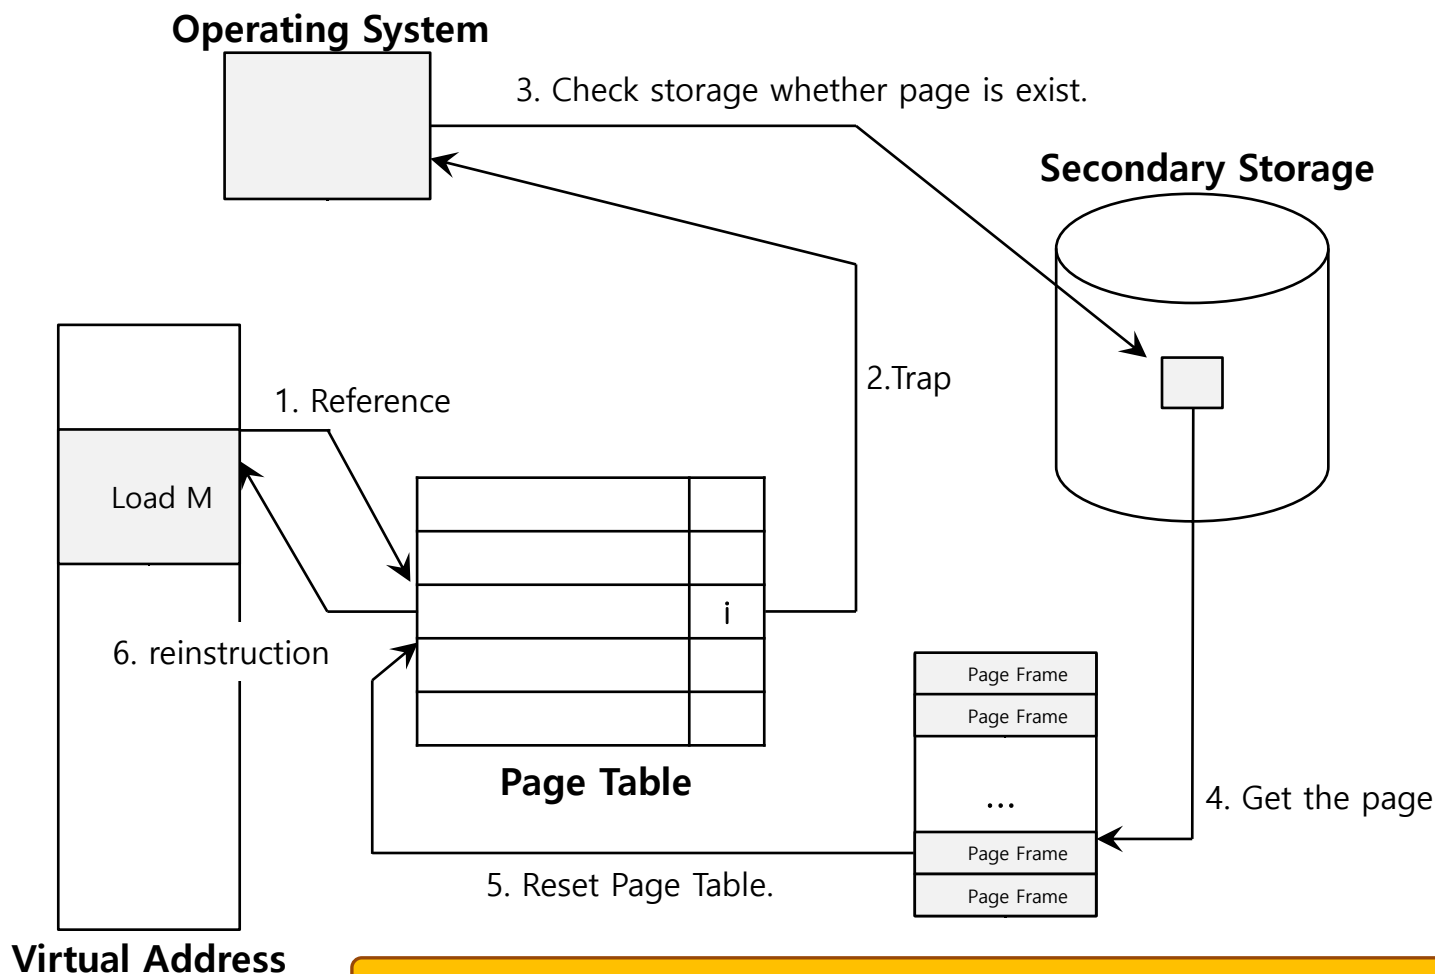 Operating System
3. Check storage whether page is exist.
Secondary Storage
2.Trap
1. Reference
Load M
i
6. reinstruction
Page Frame
Page Frame
Page Table
...
4. Get the page
Page Frame
5. Reset Page Table.
Page Frame
Virtual Address